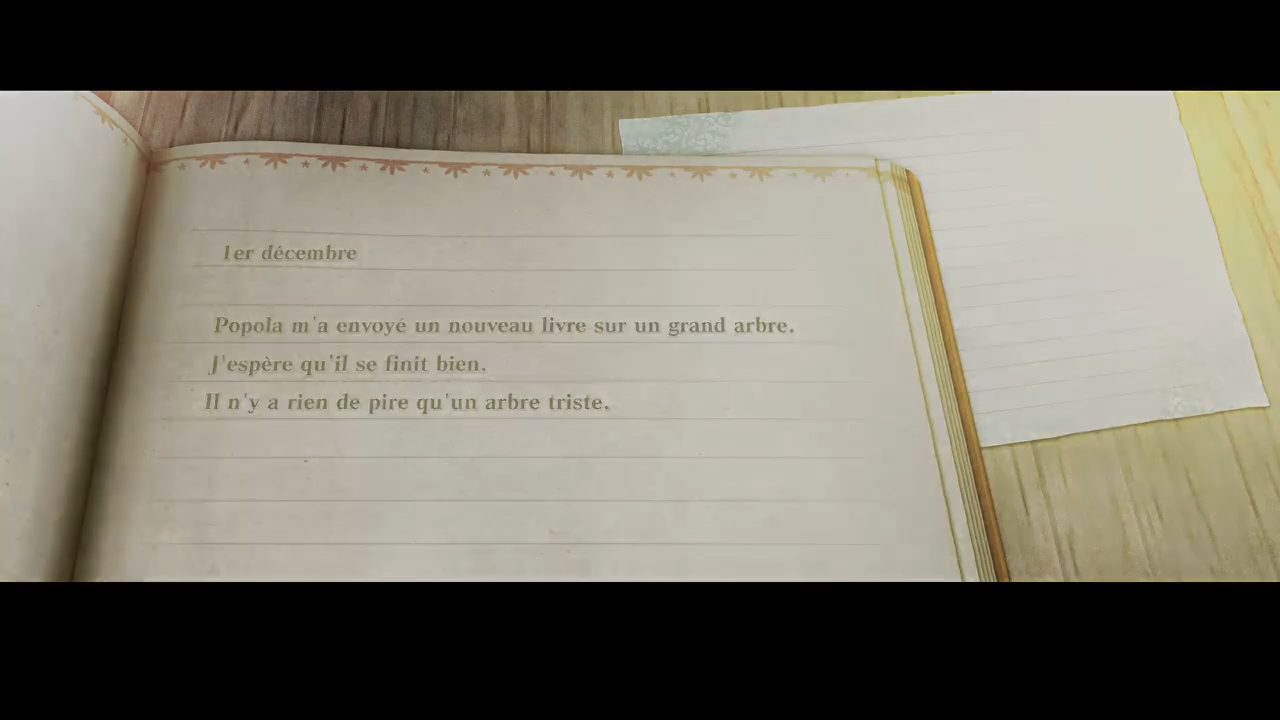 1er décembre
Popola m'a envoyé un nouveau livre sur un grand arbre.
J'espère qu'il se finit bien.
Il n'y a rien de pire qu'un arbre triste.